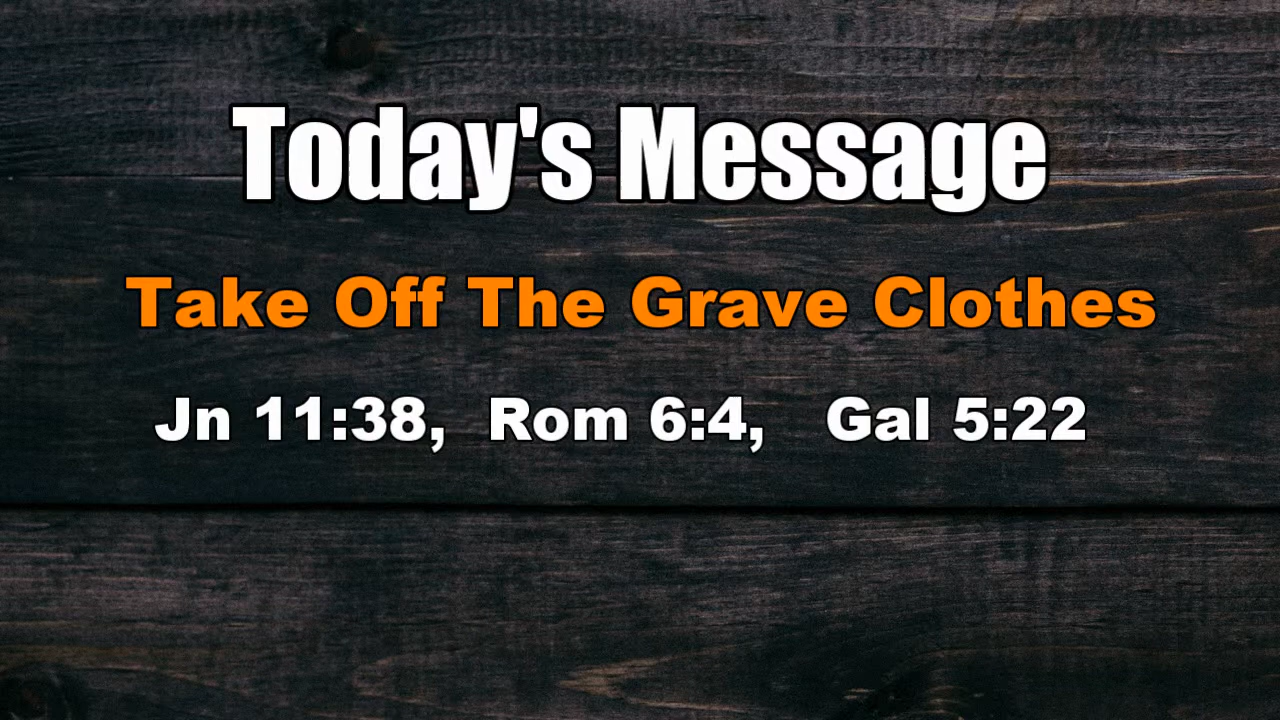 Today's Message
Take Off The Grave Clothes
Jn 11:38, Rom 6:4, Gal 5:22